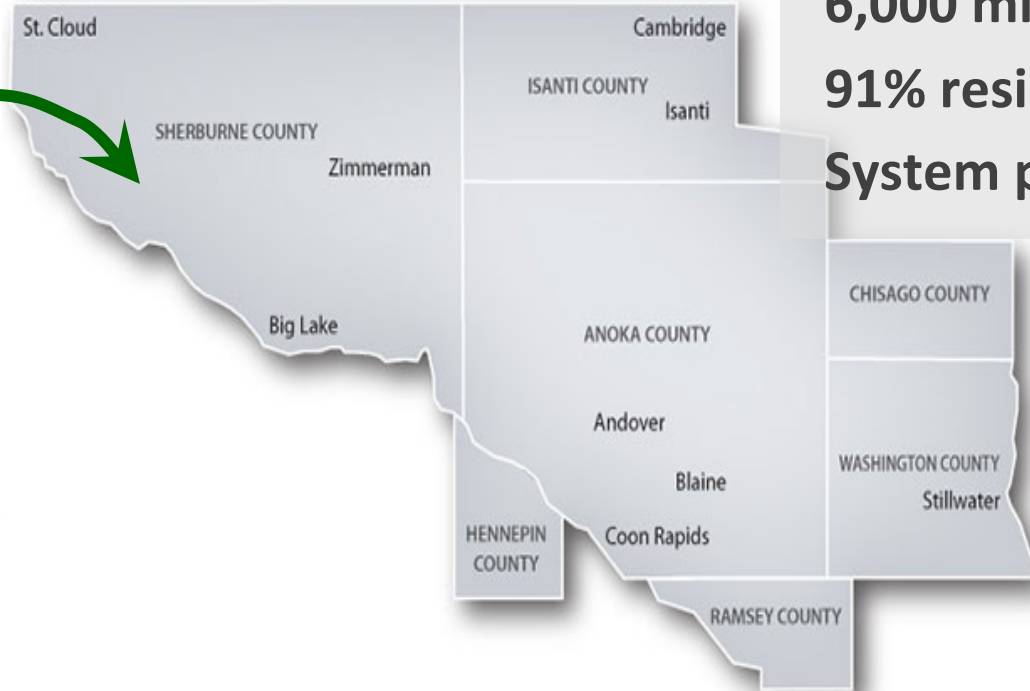 6,000 mi
91% resi
System p
St. Cloud
Cambridge
ISANTI COUNTY
Isanti
SHERBURNE COUNTY
Zimmerman
CHISAGO COUNTY
Big Lake
ANOKA COUNTY
Andover
WASHINGTON COUNTY
Blaine
Stillwater
HENNEPIN
COUNTY
Coon Rapids
RAMSEY COUNTY